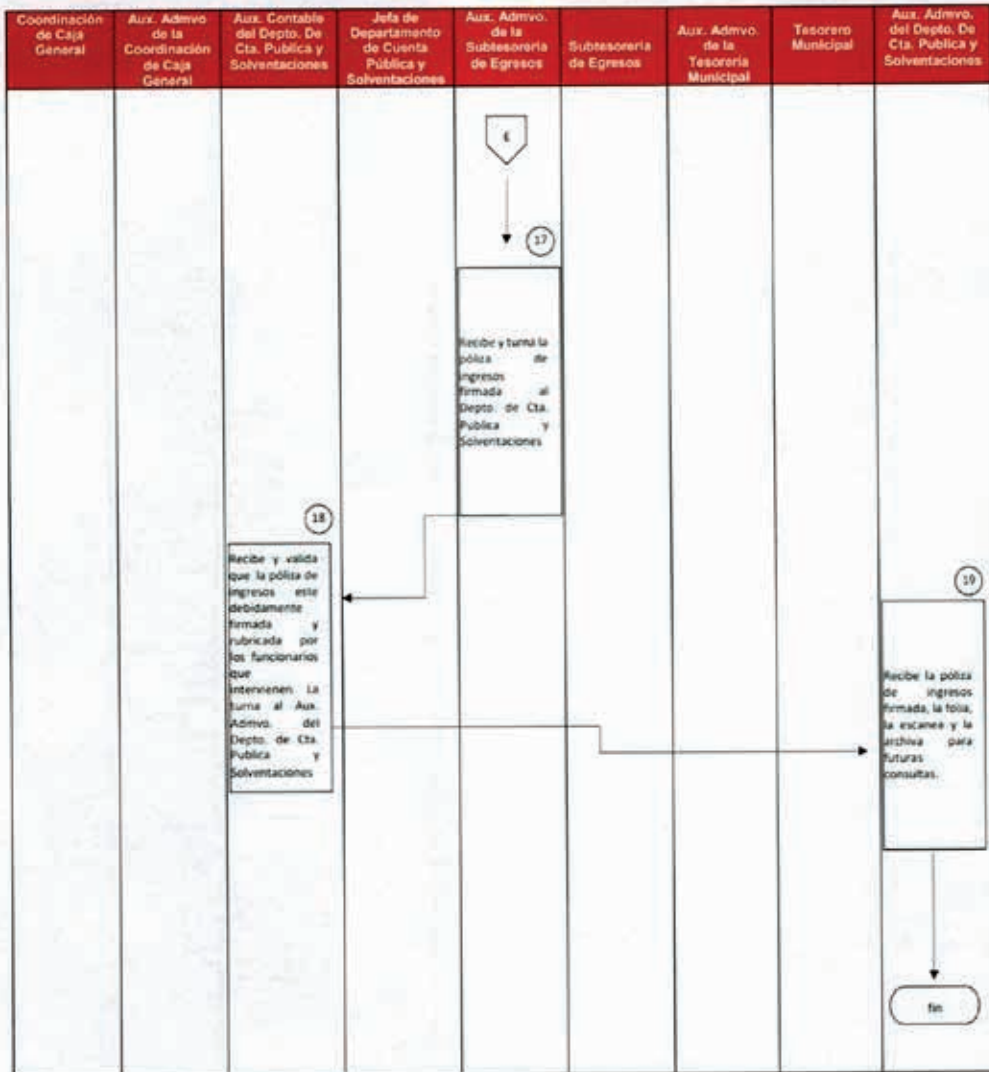 Coordinación
de Caja
General
Aux. Admvo
de la
Coordinación
de Caja
General
Aux. Contable
del Depto. De
Cta. Publica y
Solventaciones
Jefa de
Departamento
de Cuenta
Pública y
Solventaciones
Aux. Admvo.
de la
Subtesorería
de Egresos
Subtesorería
de Egresos
Aux. Admvo.
de la
Tesorería
Municipal
Tesorero
Municipal
Aux. Admvo.
del Depto. De
Cta. Publica y
Solventaciones
17
Recibe y turna la
póliza de
ingresos
firmada al
Depto. de Cta.
Publica y
Solventaciones
18
Recibe y valida
que la póliza de
ingresos este
debidamente
firmada y
rubricada por
los funcionarios
que
intervienen. La
turna al Aux.
Admvo. del
Depto. de Cta.
Publica y
Solventaciones
19
Recibe la póliza
de ingresos
firmada, la folia,
la escanea y la
archiva para
futuras
consultas.
fin